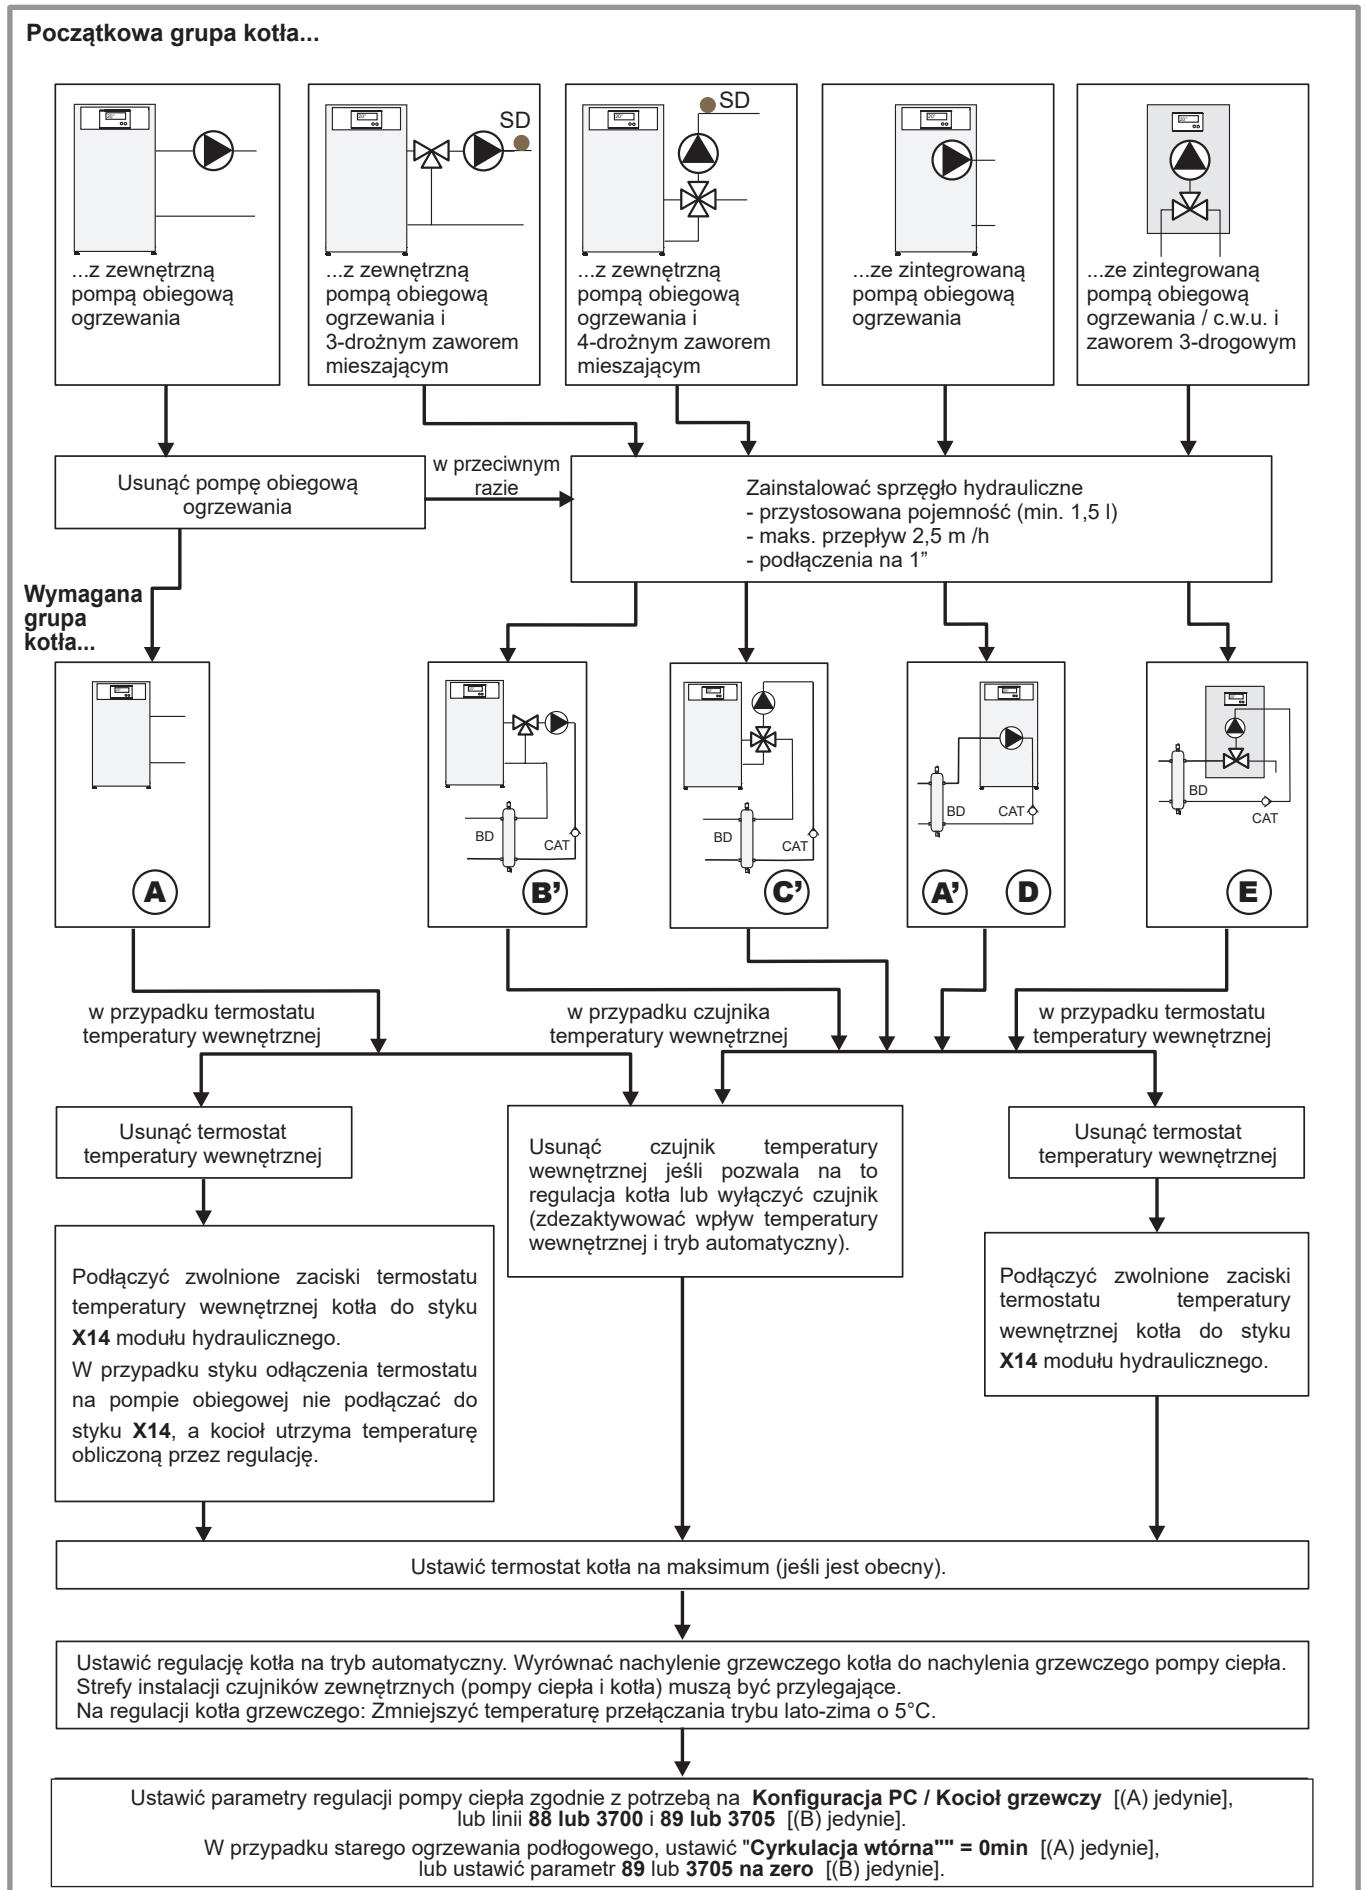 Początkowa grupa kotła...
SD
SD
...z zewnętrzną
pompą obiegową
ogrzewania
...z zewnętrzną
pompą obiegową
ogrzewania i
3-drożnym zaworem
mieszającym
...z zewnętrzną
pompą obiegową
ogrzewania i
4-drożnym zaworem
mieszającym
...ze zintegrowaną
pompą obiegową
ogrzewania
...ze zintegrowaną
pompą obiegową
ogrzewania / c.w.u. i
zaworem 3-drogowym
Usunąć pompę obiegową
ogrzewania
w przeciwnym
razie
Zainstalować sprzęgło hydrauliczne
- przystosowana pojemność (min. 1,5 l)
- maks. przepływ 2,5 m /h
- podłączenia na 1”
Wymagana
grupa
kotła...
A
BD
CAT
B’
BD
CAT
C’
BD
CAT
A’
D
BD
CAT
E
w przypadku termostatu
temperatury wewnętrznej
w przypadku czujnika
temperatury wewnętrznej
w przypadku termostatu
temperatury wewnętrznej
Usunąć termostat
temperatury wewnętrznej
Usunąć czujnik temperatury
wewnętrznej jeśli pozwala na to
regulacja kotła lub wyłączyć czujnik
(zdezaktywować wpływ temperatury
wewnętrznej i tryb automatyczny).
Usunąć termostat
temperatury wewnętrznej
Podłączyć zwolnione zaciski termostatu
temperatury wewnętrznej kotła do styku
X14 modułu hydraulicznego.
W przypadku styku odłączenia termostatu
na pompie obiegowej nie podłączać do
styku X14, a kocioł utrzyma temperaturę
obliczoną przez regulację.
Podłączyć zwolnione zaciski
termostatu temperatury
wewnętrznej kotła do styku
X14 modułu hydraulicznego.
Ustawić termostat kotła na maksimum (jeśli jest obecny).
Ustawić regulację kotła na tryb automatyczny. Wyrównać nachylenie grzewczego kotła do nachylenia grzewczego pompy ciepła.
Strefy instalacji czujników zewnętrznych (pompy ciepła i kotła) muszą być przylegające.
Na regulacji kotła grzewczego: Zmniejszyć temperaturę przełączania trybu lato-zima o 5°C.
Ustawić parametry regulacji pompy ciepła zgodnie z potrzebą na Konfiguracja PC / Kocioł grzewczy [(A) jedynie],
lub linii 88 lub 3700 i 89 lub 3705 [(B) jedynie].
W przypadku starego ogrzewania podłogowego, ustawić "Cyrkulacja wtórna"" = 0min [(A) jedynie],
lub ustawić parametr 89 lub 3705 na zero [(B) jedynie].